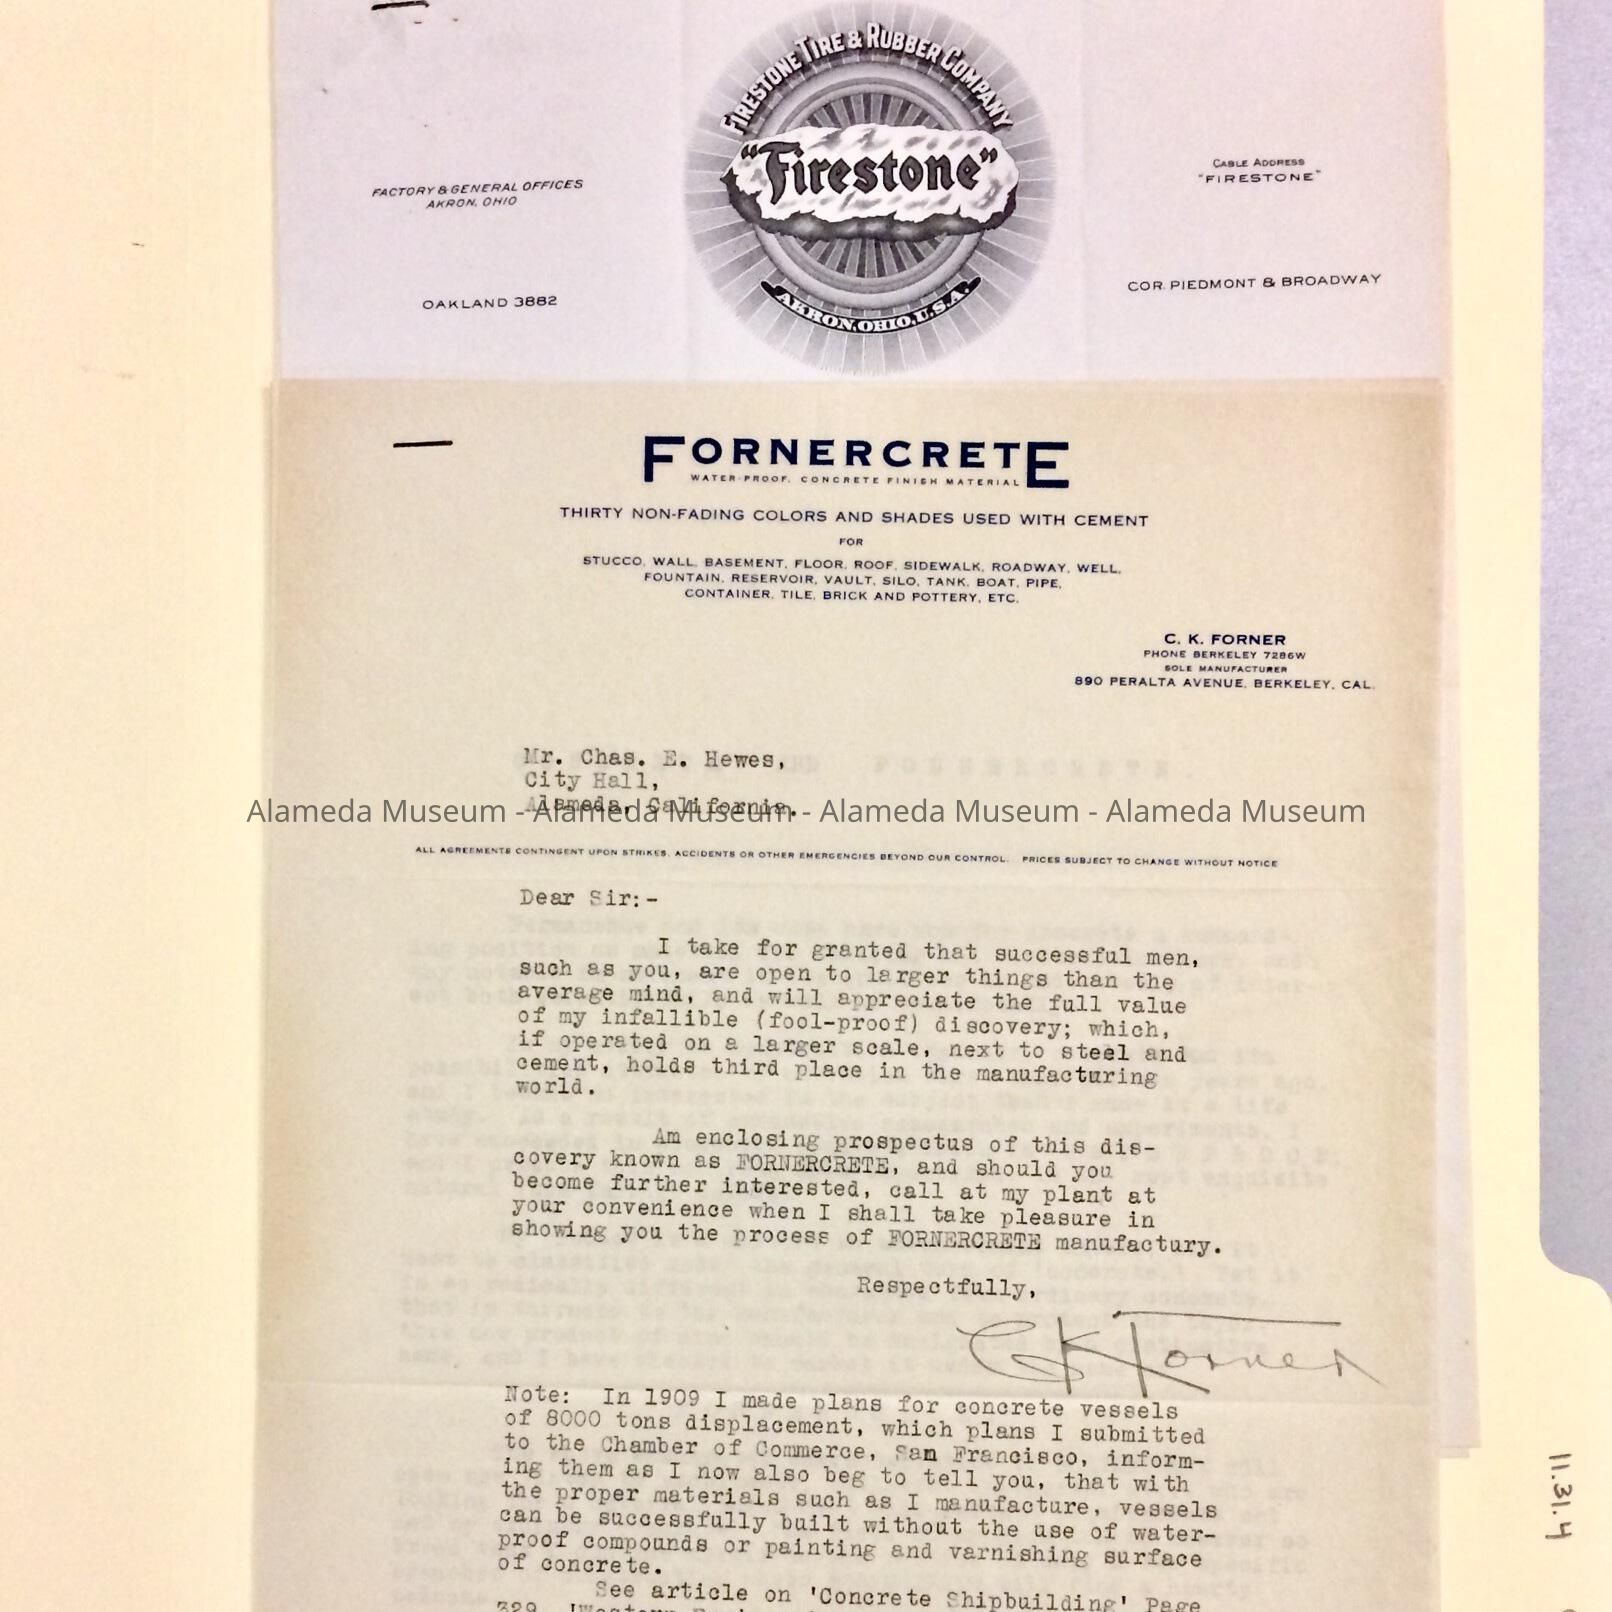 FIRESTONE TIRE & RUBBER COMPANY
"Firestone"
AKRON, OHIO, U.S.A.
FACTORY & GENERAL OFFICES
AKRON, OHIO
CABLE ADDRESS
"FIRESTONE"
OAKLAND 3882
COR. PIEDMONT & BROADWAY
FORNERCRETE
WATER-PROOF, CONCRETE FINISH MATERIAL
THIRTY NON-FADING COLORS AND SHADES USED WITH CEMENT
FOR
STUCCO, WALL, BASEMENT, FLOOR, ROOF, SIDEWALK, ROADWAY, WELL,
FOUNTAIN, RESERVOIR, VAULT, SILO, TANK, BOAT, PIPE,
CONTAINER, TILE, BRICK AND POTTERY, ETC.
C. K. FORNER
PHONE BERKELEY 7286W
SOLE MANUFACTURER
890 PERALTA AVENUE, BERKELEY, CAL.
Mr. Chas. E. Hewes,
City Hall,
Alameda, California.
Alameda Museum - Alameda Museum - Alameda Museum - Alameda Museum
ALL AGREEMENTS CONTINGENT UPON STRIKES, ACCIDENTS OR OTHER EMERGENCIES BEYOND OUR CONTROL. PRICES SUBJECT TO CHANGE WITHOUT NOTICE
Dear Sir:-
I take for granted that successful men,
such as you, are open to larger things than the
average mind, and will appreciate the full value
of my infallible (fool-proof) discovery; which,
if operated on a larger scale, next to steel and
cement, holds third place in the manufacturing
world.
Am enclosing prospectus of this dis-
covery known as FORNERCRETE, and should you
become further interested, call at my plant at
your convenience when I shall take pleasure in
showing you the process of FORNERCRETE manufactury.
Respectfully,
C K Forner
Note: In 1909 I made plans for concrete vessels
of 8000 tons displacement, which plans I submitted
to the Chamber of Commerce, San Francisco, inform-
ing them as I now also beg to tell you, that with
the proper materials such as I manufacture, vessels
can be successfully built without the use of water-
proof compounds or painting and varnishing surface
of concrete.
See article on 'Concrete Shipbuilding' Page
329
11.31.4